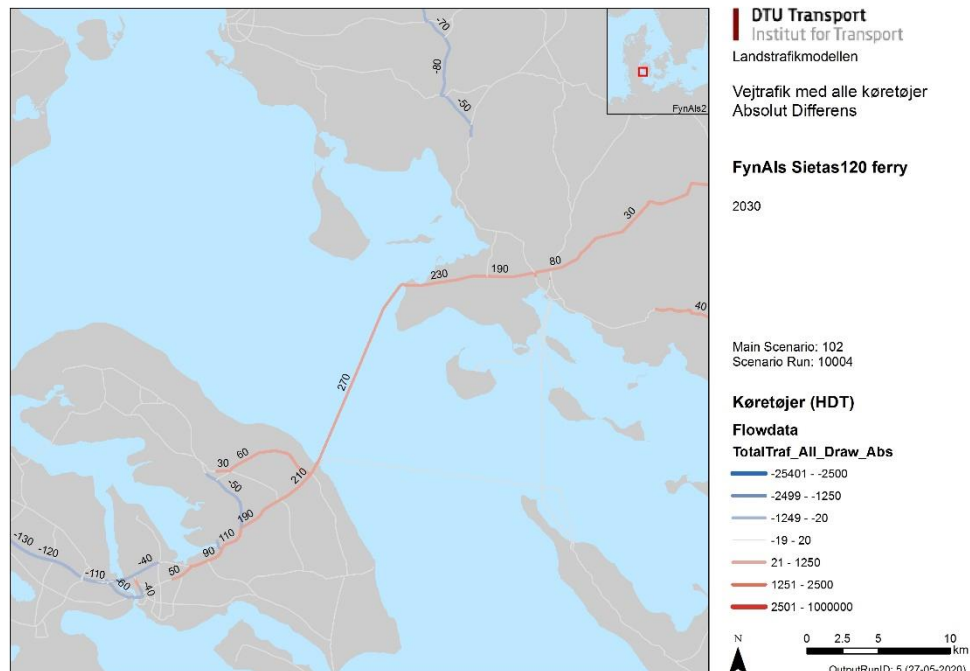 -70
-80
-50
FynAls2
30
230
190
80
40
270
60
30
210
-50
190
110
90
50
-130
-120
-110
-60
-40
-40
DTU Transport
Institut for Transport
Landstrafikmodellen
Vejtrafik med alle køretøjer
Absolut Differens
FynAls Sietas120 ferry
2030
Main Scenario: 102
Scenario Run: 10004
Køretøjer (HDT)
Flowdata
TotalTraf_All_Draw_Abs
-25401 - -2500
-2499 - -1250
-1249 - -20
-19 - 20
21 - 1250
1251 - 2500
2501 - 1000000
N
0 2.5 5 10
km
OutputRunID: 5 (27-05-2020)